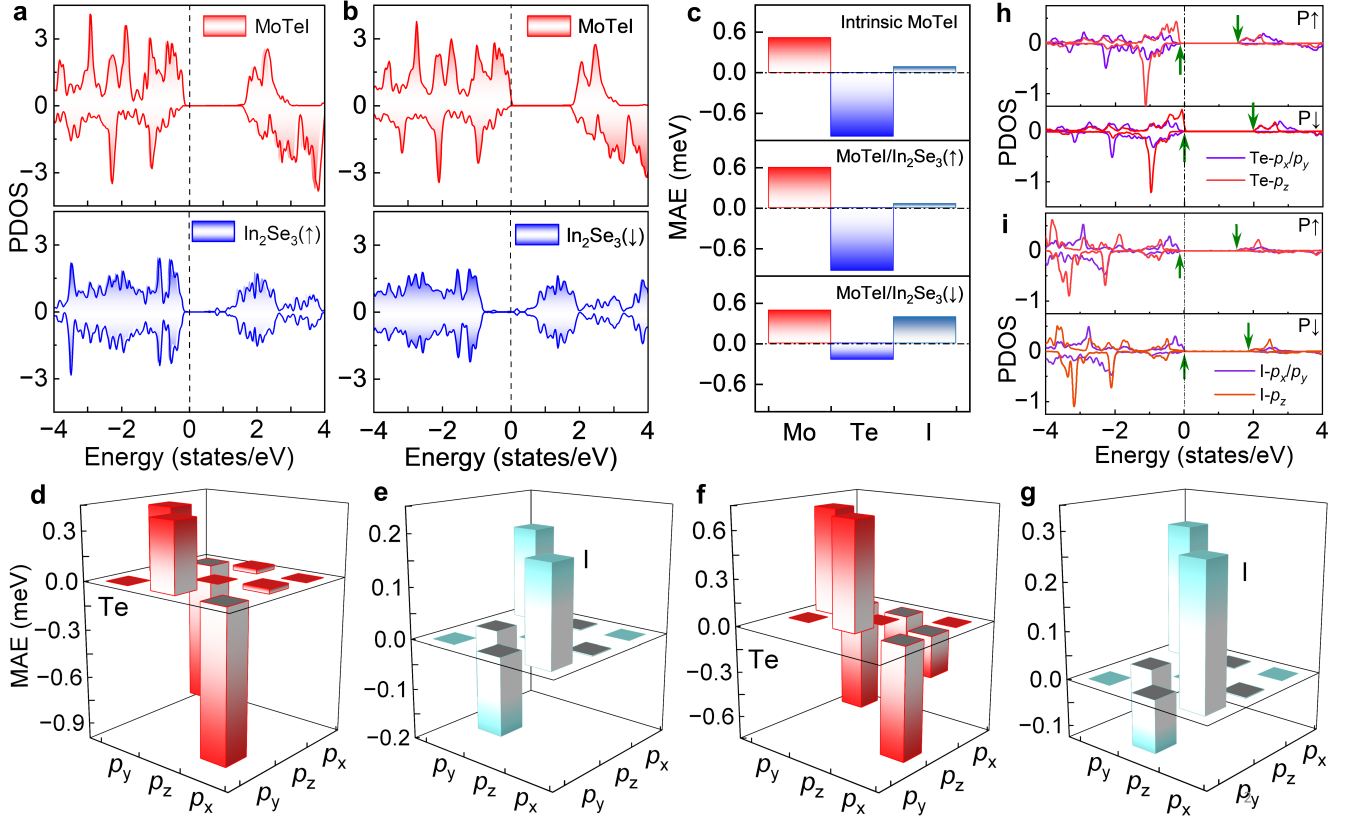 a
MoTeI
3
0
−3
PDOS
In₂Se₃(↑)
3
0
−3
−4 −2 0 2 4
Energy (states/eV)
b
MoTeI
3
0
−3
In₂Se₃(↓)
3
0
−3
−4 −2 0 2 4
Energy (states/eV)
c
Intrinsic MoTeI
0.6
0.0
−0.6
MoTeI/In₂Se₃(↑)
0.6
0.0
−0.6
MAE (meV)
MoTeI/In₂Se₃(↓)
0.6
0.0
−0.6
Mo Te I
h
P↑
0
−1
P↓
0
−1
PDOS
Te-pₓ/py
Te-pz
i
P↑
0
−1
P↓
0
−1
PDOS
I-pₓ/py
I-pz
−4 −2 0 2 4
Energy (states/eV)
d
0.3
0.0
−0.3
−0.6
−0.9
MAE (meV)
Te
py pz px
py pz px
e
0.2
0.1
0.0
−0.1
−0.2
I
py pz px
py pz px
f
0.6
0.3
0.0
−0.3
−0.6
Te
py pz px
py pz px
g
0.3
0.2
0.1
0.0
−0.1
I
py pz px
py pz px